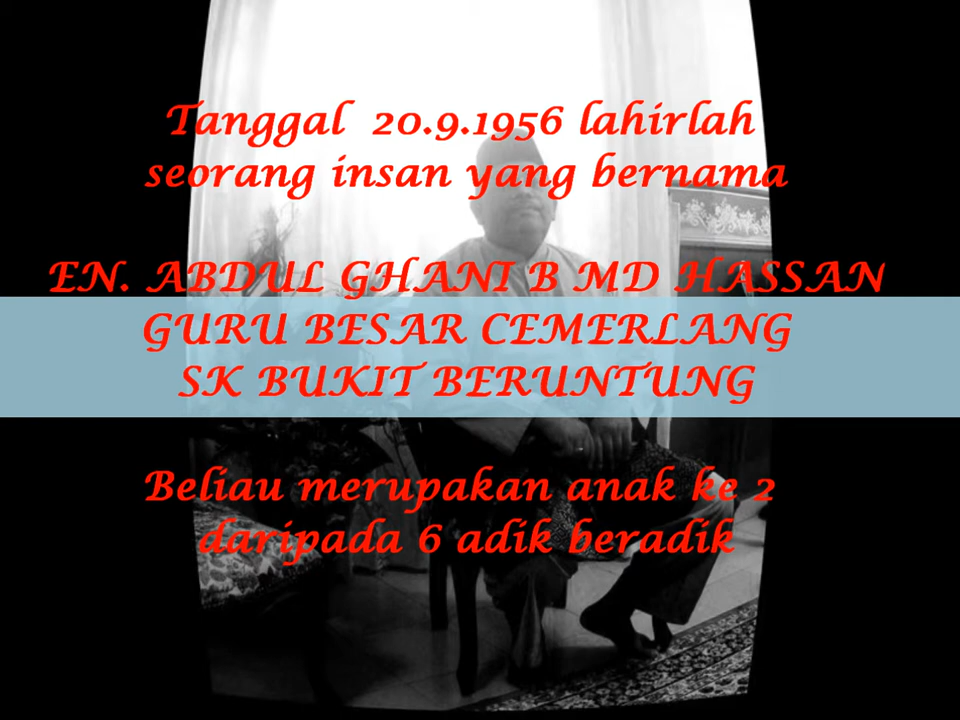 Tanggal 20.9.1956 lahirlah
seorang insan yang bernama
EN. ABDUL GHANI B MD HASSAN
GURU BESAR CEMERLANG
SK BUKIT BERUNTUNG
Beliau merupakan anak ke 2
daripada 6 adik beradik